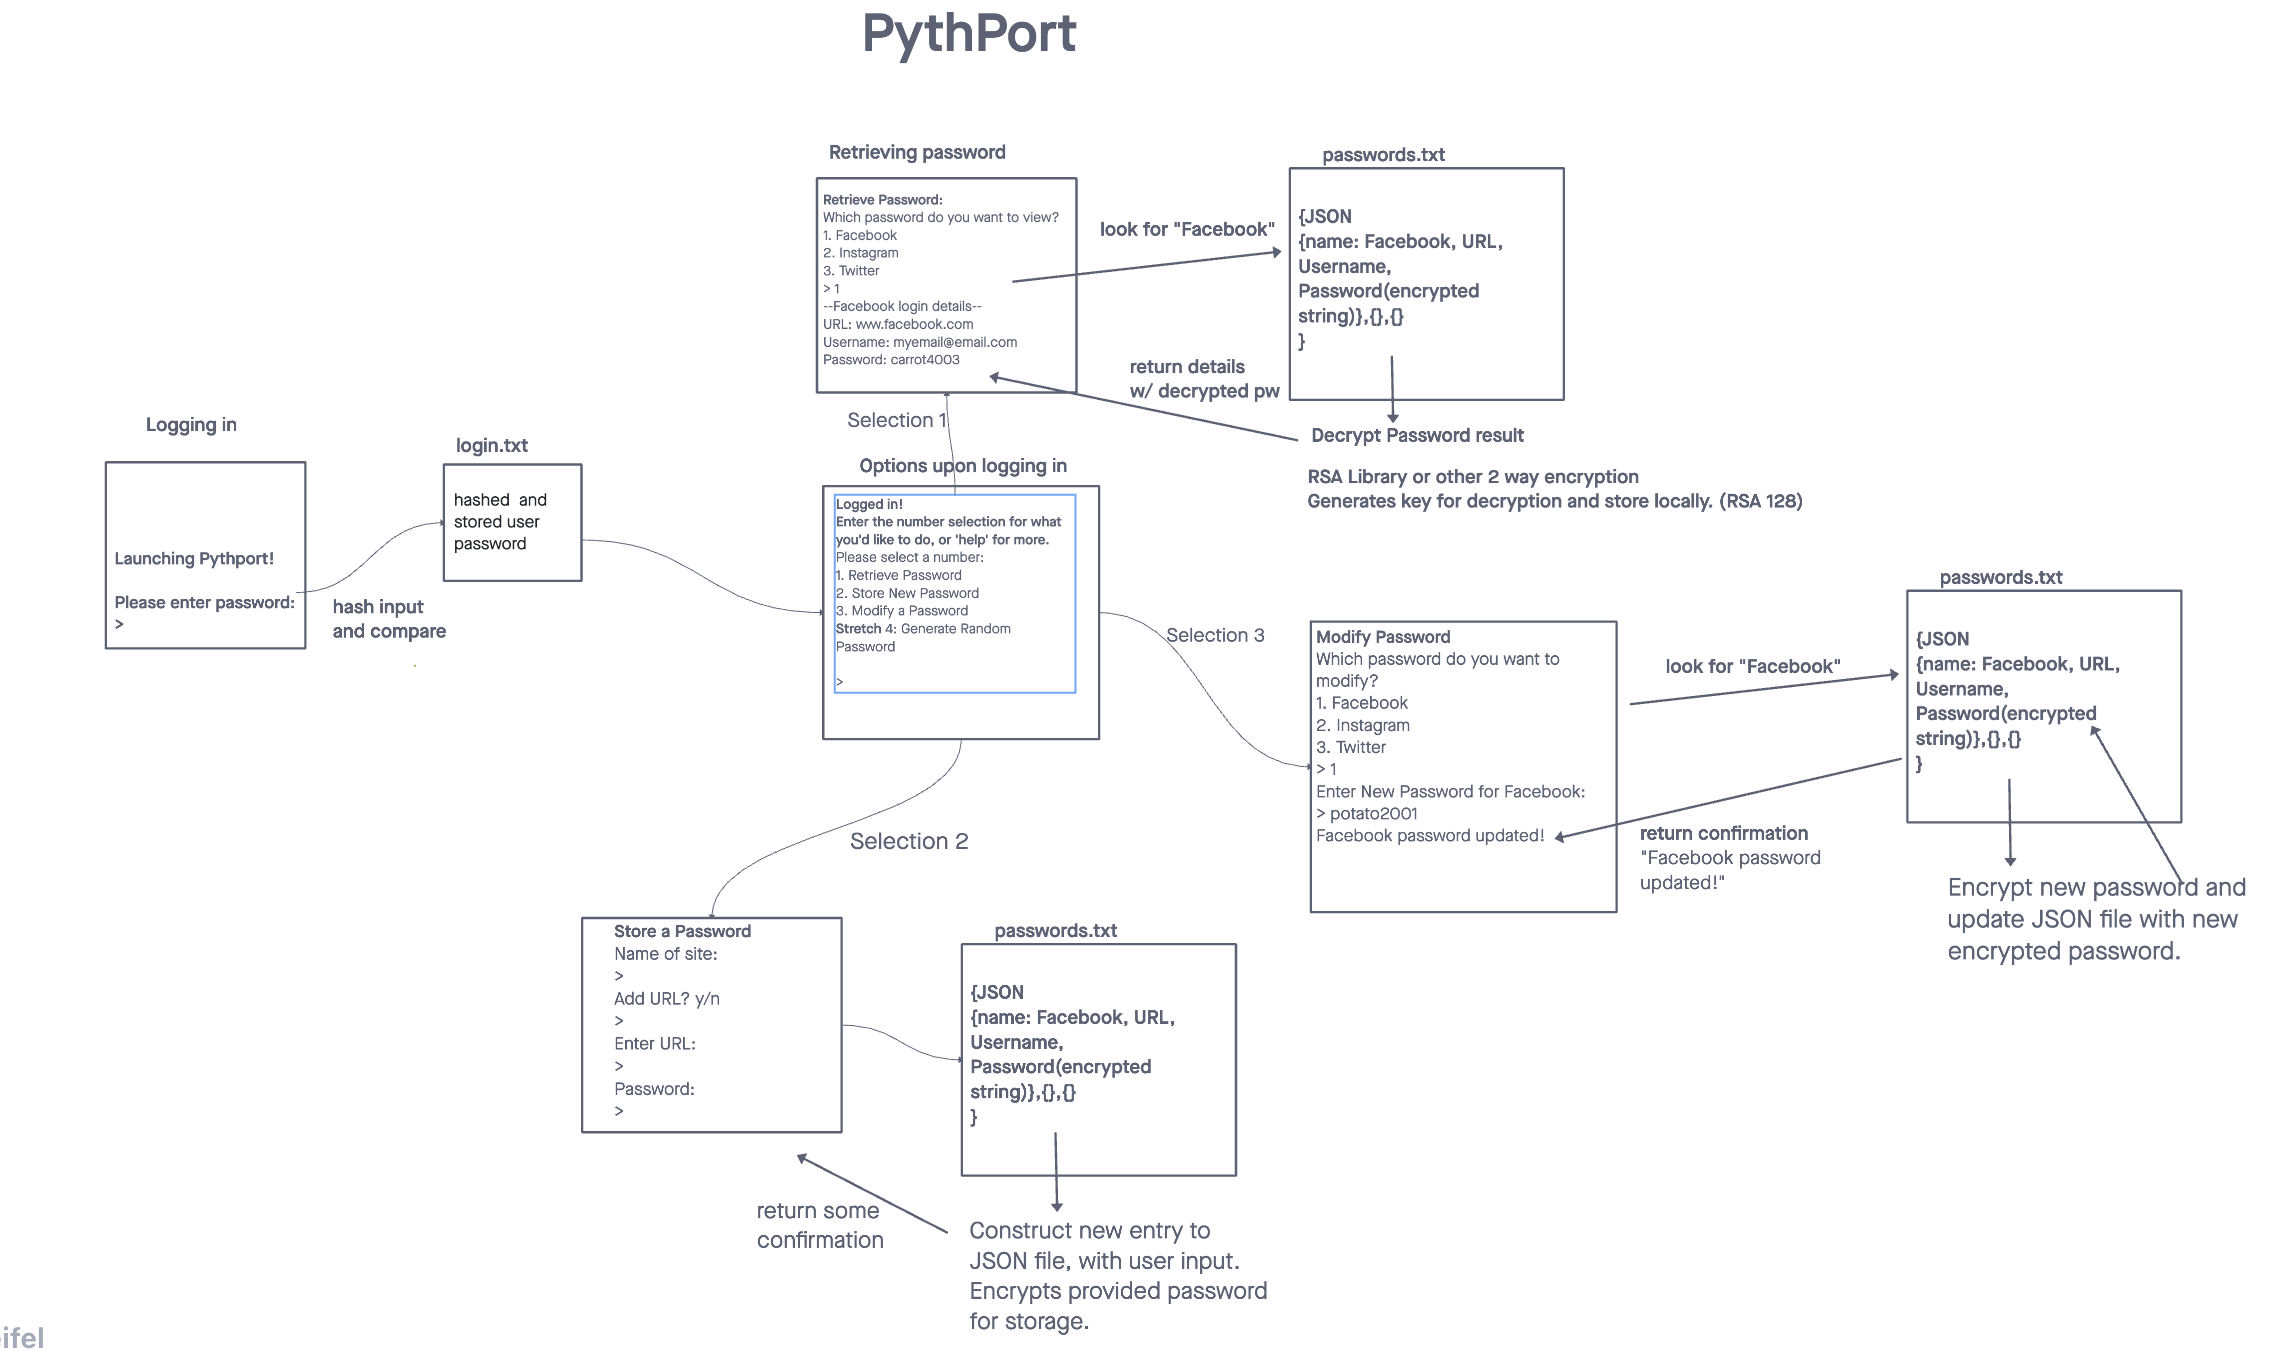 PythPort
Retrieving password
Retrieve Password:
Which password do you want to view?
1. Facebook
2. Instagram
3. Twitter
> 1
--Facebook login details--
URL: www.facebook.com
Username: myemail@email.com
Password: carrot4003
look for "Facebook"
passwords.txt
{JSON
{name: Facebook, URL,
Username,
Password(encrypted
string)},{},{}
}
return details
w/ decrypted pw
Decrypt Password result
RSA Library or other 2 way encryption
Generates key for decryption and store locally. (RSA 128)
Logging in
Launching Pythport!
Please enter password:
>
hash input
and compare
login.txt
hashed and
stored user
password
Selection 1
Options upon logging in
Logged in!
Enter the number selection for what
you'd like to do, or 'help' for more.
Please select a number:
1. Retrieve Password
2. Store New Password
3. Modify a Password
Stretch 4: Generate Random
Password
>
Selection 3
Modify Password
Which password do you want to
modify?
1. Facebook
2. Instagram
3. Twitter
> 1
Enter New Password for Facebook:
> potato2001
Facebook password updated!
look for "Facebook"
passwords.txt
{JSON
{name: Facebook, URL,
Username,
Password(encrypted
string)},{},{}
}
return confirmation
"Facebook password
updated!"
Encrypt new password and
update JSON file with new
encrypted password.
Selection 2
Store a Password
Name of site:
>
Add URL? y/n
>
Enter URL:
>
Password:
>
passwords.txt
{JSON
{name: Facebook, URL,
Username,
Password(encrypted
string)},{},{}
}
return some
confirmation
Construct new entry to
JSON file, with user input.
Encrypts provided password
for storage.